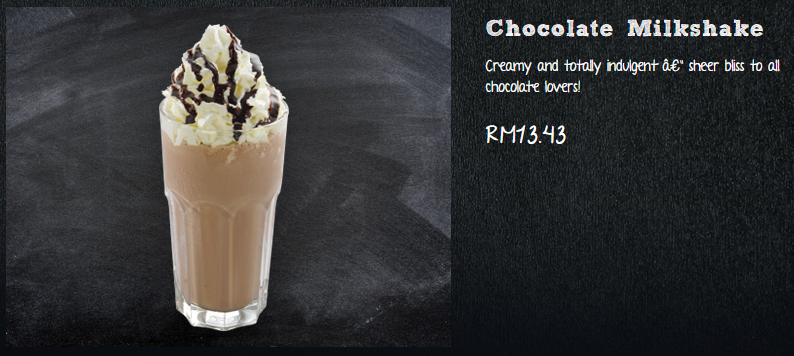 Chocolate Milkshake
Creamy and totally indulgent â€“ sheer bliss to all
chocolate lovers!
RM13.43